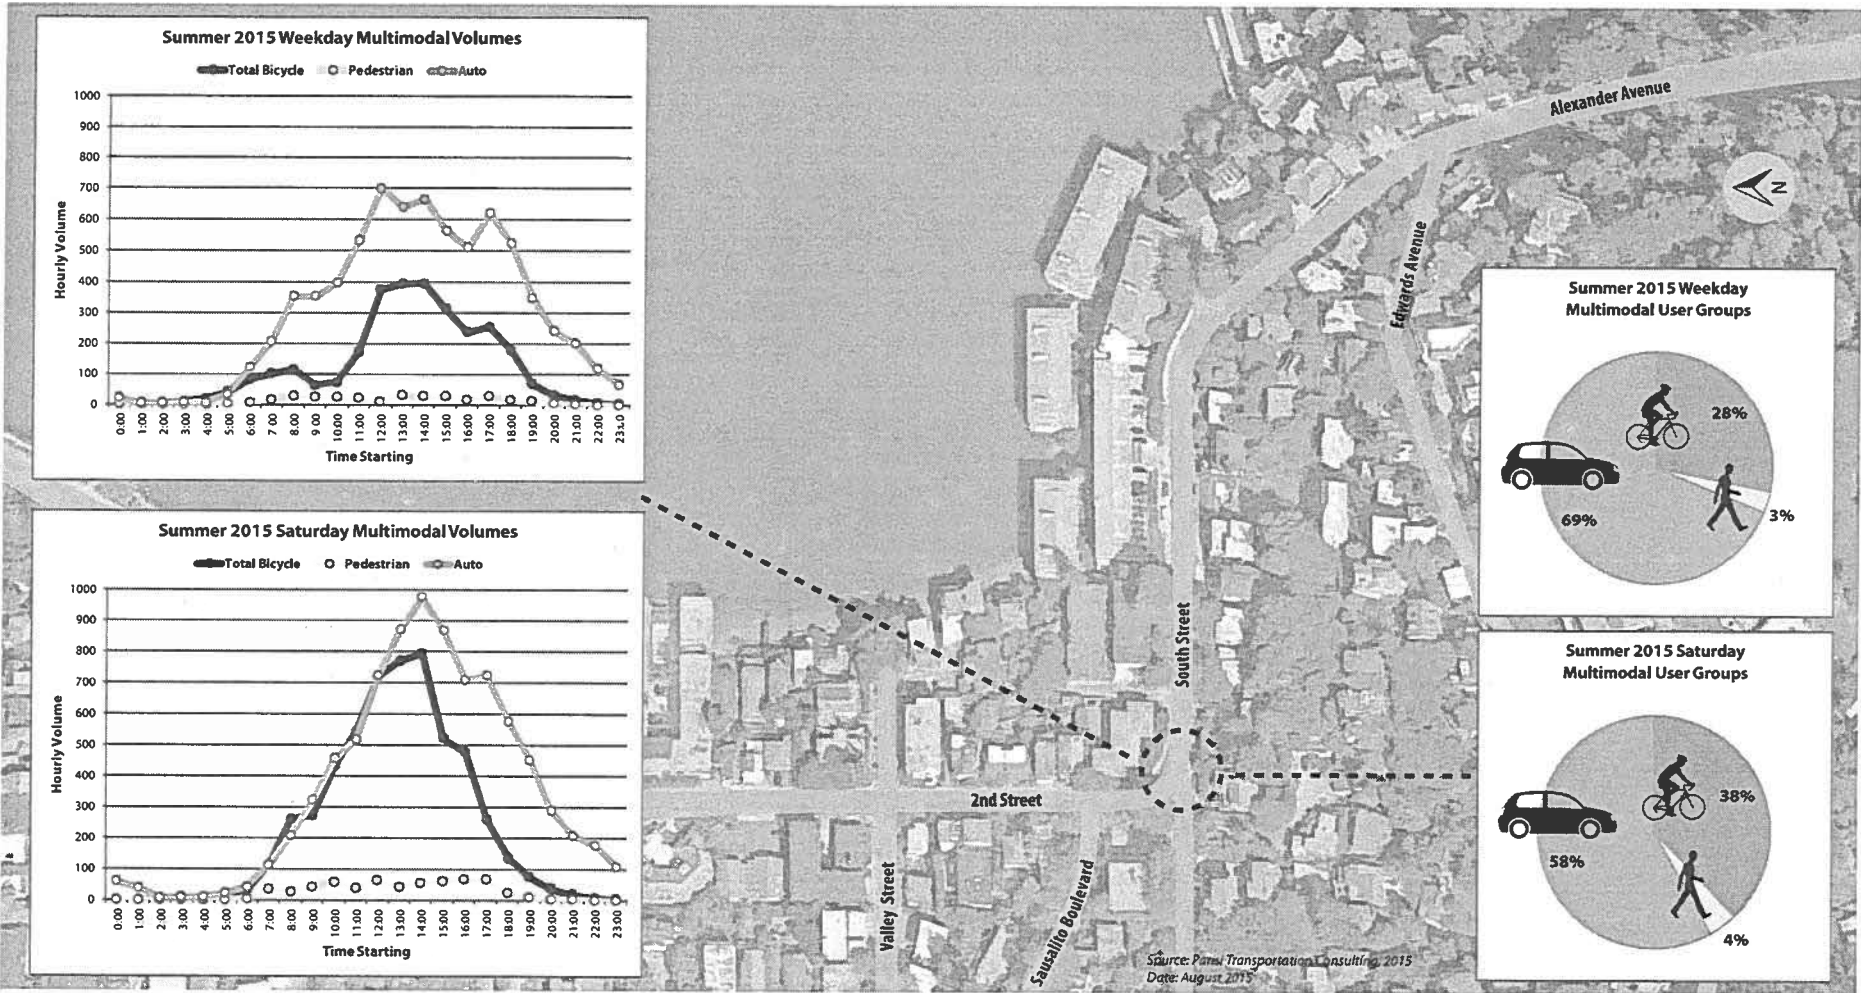 Summer 2015 Weekday Multimodal Volumes
Total Bicycle Pedestrian Auto
1000
900
800
700
600
500
400
300
200
100
0
Hourly Volume
0:00 1:00 2:00 3:00 4:00 5:00 6:00 7:00 8:00 9:00 10:00 11:00 12:00 13:00 14:00 15:00 16:00 17:00 18:00 19:00 20:00 21:00 22:00
Time Starting
Summer 2015 Saturday Multimodal Volumes
Total Bicycle Pedestrian Auto
1000
900
800
700
600
500
400
300
200
100
0
Hourly Volume
0:00 1:00 2:00 3:00 4:00 5:00 6:00 7:00 8:00 9:00 10:00 11:00 12:00 13:00 14:00 15:00 16:00 17:00 18:00 19:00 20:00 21:00 22:00 23:00
Time Starting
Alexander Avenue
N
Edwards Avenue
South Street
2nd Street
Valley Street
Sausalito Boulevard
Summer 2015 Weekday
Multimodal User Groups
28%
69%
3%
Summer 2015 Saturday
Multimodal User Groups
38%
58%
4%
Source: Parisi Transportation Consulting, 2015
Date: August 2015